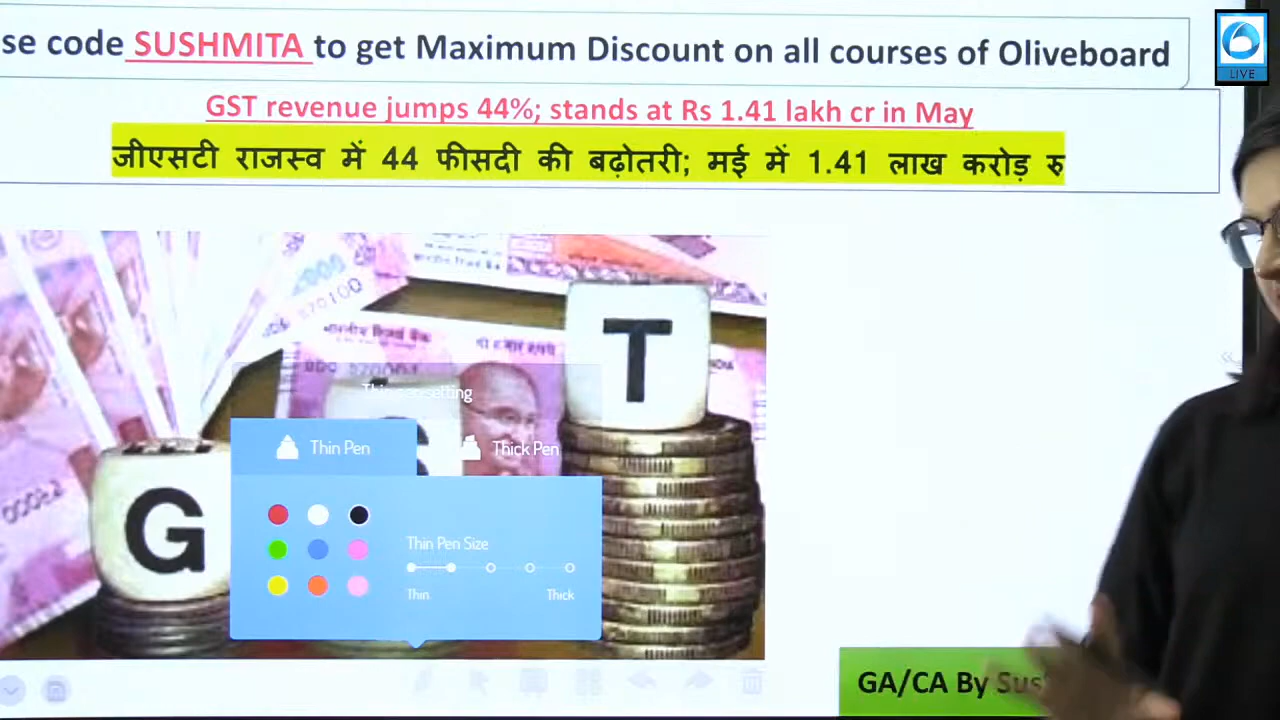 se code SUSHMITA to get Maximum Discount on all courses of Oliveboard
LIVE
GST revenue jumps 44%; stands at Rs 1.41 lakh cr in May
जीएसटी राजस्व में 44 फीसदी की बढ़ोतरी; मई में 1.41 लाख करोड़ रु
भारतीय रिज़र्व बैंक
T
Thin Pen
Thick Pen
G
Thin Pen Size
Thin Thick
GA/CA By Sus